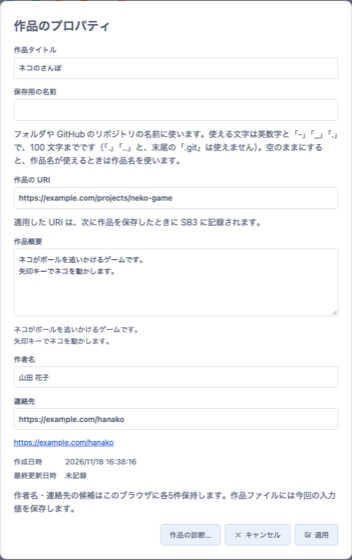 作品のプロパティ
作品タイトル
ネコのさんぽ
保存用の名前
フォルダや GitHub のリポジトリの名前に使います。使える文字は英数字と「-」「_」「.」
で、100 文字までです（「.」「..」と、末尾の「.git」は使えません）。空のままにする
と、作品名が使えるときは作品名を使います。
作品の URI
https://example.com/projects/neko-game
適用した URI は、次に作品を保存したときに SB3 に記録されます。
作品概要
ネコがボールを追いかけるゲームです。
矢印キーでネコを動かします。
ネコがボールを追いかけるゲームです。
矢印キーでネコを動かします。
作者名
山田 花子
連絡先
https://example.com/hanako
https://example.com/hanako
作成日時 2026/11/18 16:38:16
最終更新日時 未記録
作者名・連絡先の候補はこのブラウザに各5件保持します。作品ファイルには今回の入力
値を保存します。
作品の診断... × キャンセル 適用